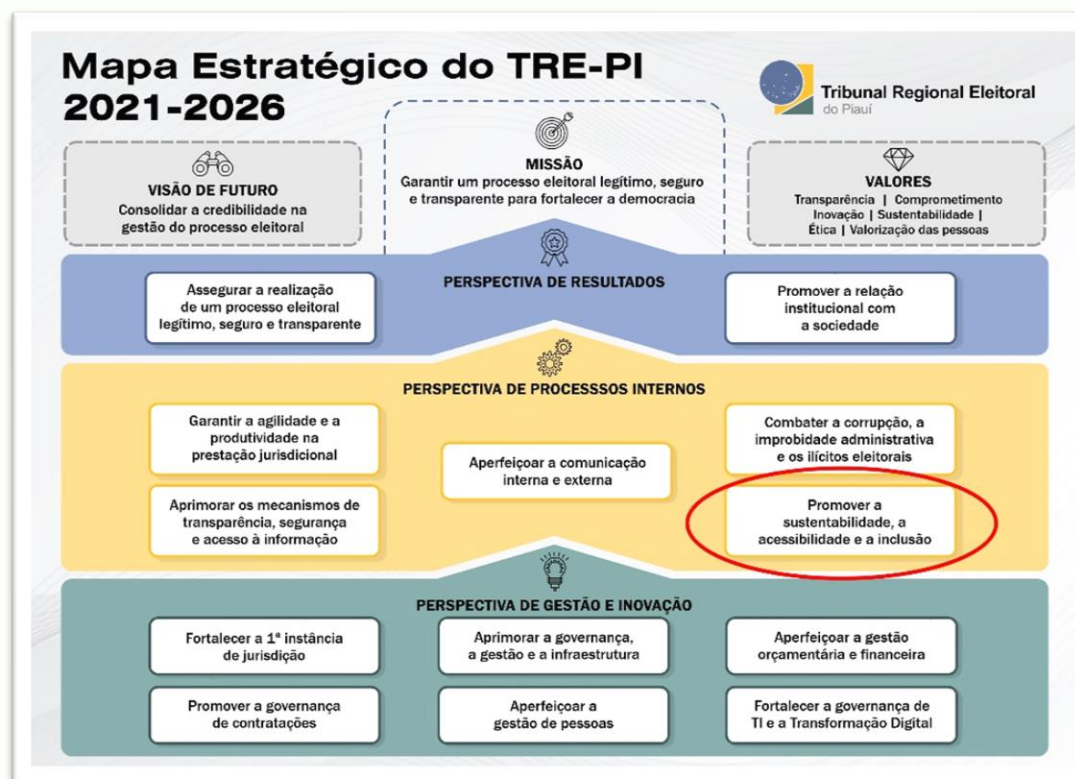 Mapa Estratégico do TRE-PI
2021-2026
Tribunal Regional Eleitoral
do Piauí
VISÃO DE FUTURO
Consolidar a credibilidade na
gestão do processo eleitoral
MISSÃO
Garantir um processo eleitoral legítimo, seguro
e transparente para fortalecer a democracia
VALORES
Transparência | Comprometimento
Inovação | Sustentabilidade |
Ética | Valorização das pessoas
PERSPECTIVA DE RESULTADOS
Assegurar a realização
de um processo eleitoral
legítimo, seguro e transparente
Promover a relação
institucional com
a sociedade
PERSPECTIVA DE PROCESSSOS INTERNOS
Garantir a agilidade e a
produtividade na
prestação jurisdicional
Aperfeiçoar a comunicação
interna e externa
Combater a corrupção, a
improbidade administrativa
e os ilícitos eleitorais
Aprimorar os mecanismos de
transparência, segurança
e acesso à informação
Promover a
sustentabilidade, a
acessibilidade e a inclusão
PERSPECTIVA DE GESTÃO E INOVAÇÃO
Fortalecer a 1ª instância
de jurisdição
Aprimorar a governança,
a gestão e a infraestrutura
Aperfeiçoar a gestão
orçamentária e financeira
Promover a governança
de contratações
Aperfeiçoar a
gestão de pessoas
Fortalecer a governança de
TI e a Transformação Digital